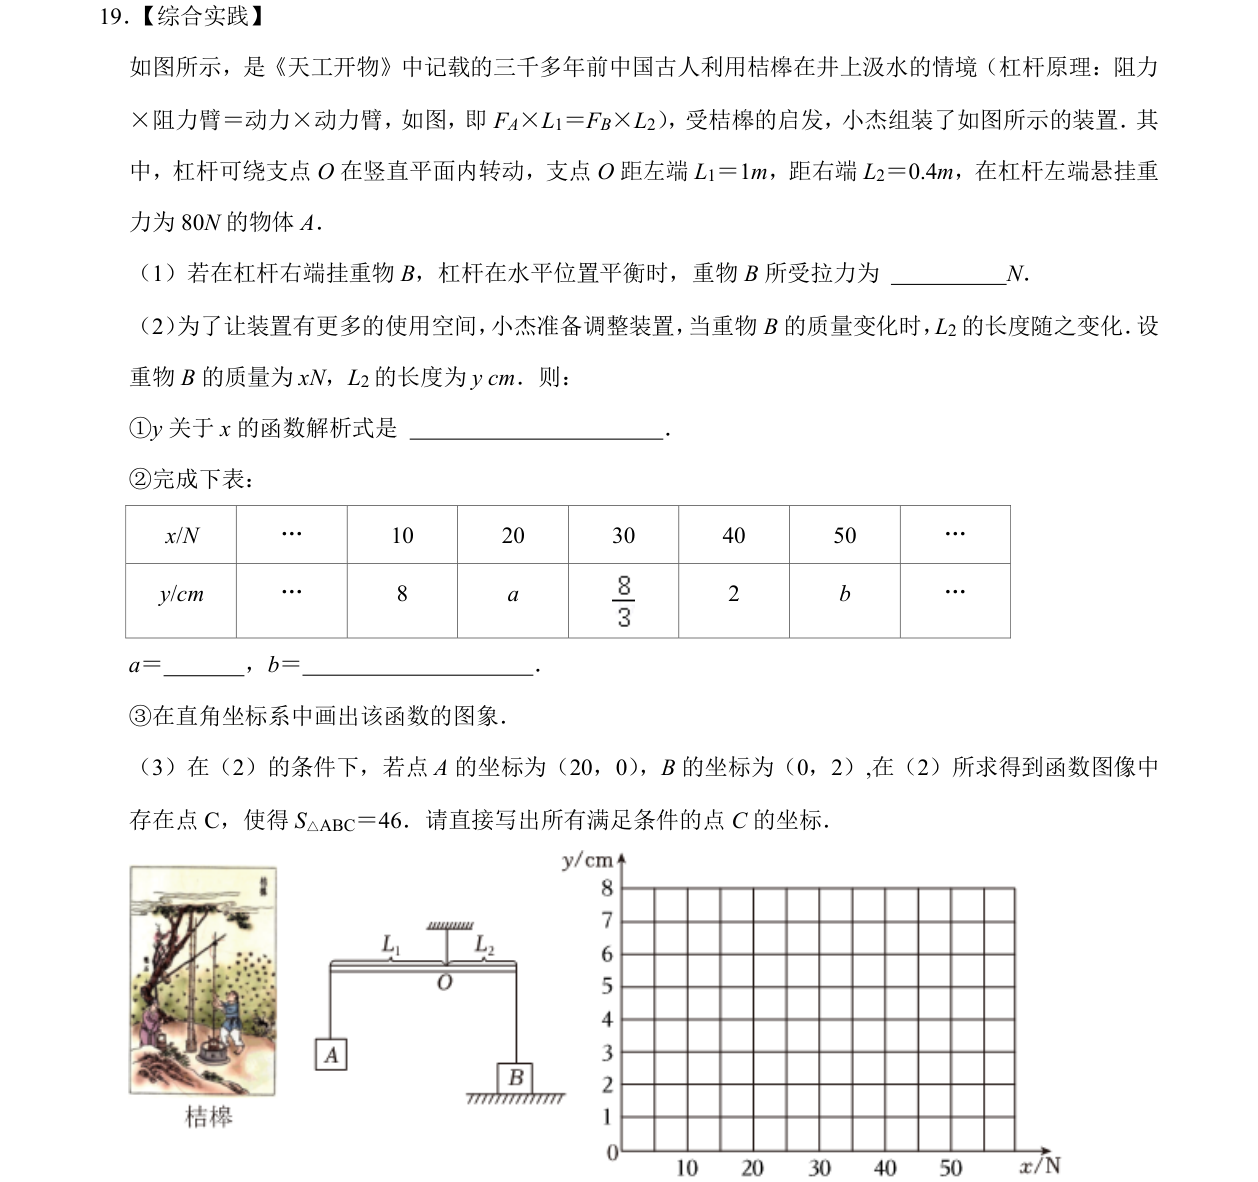 19．【综合实践】
如图所示，是《天工开物》中记载的三千多年前中国古人利用桔槔在井上汲水的情境（杠杆原理：阻力
×阻力臂＝动力×动力臂，如图，即 FA×L1＝FB×L2），受桔槔的启发，小杰组装了如图所示的装置．其
中，杠杆可绕支点 O 在竖直平面内转动，支点 O 距左端 L1＝1m，距右端 L2＝0.4m，在杠杆左端悬挂重
力为 80N 的物体 A．
（1）若在杠杆右端挂重物 B，杠杆在水平位置平衡时，重物 B 所受拉力为 __________N．
（2）为了让装置有更多的使用空间，小杰准备调整装置，当重物 B 的质量变化时，L2 的长度随之变化．设
重物 B 的质量为 xN，L2 的长度为 y cm．则：
①y 关于 x 的函数解析式是 ______________________．
②完成下表：
x/N … 10 20 30 40 50 …
y/cm … 8 a 8/3 2 b …
a＝_______，b＝____________________．
③在直角坐标系中画出该函数的图象．
（3）在（2）的条件下，若点 A 的坐标为（20，0），B 的坐标为（0，2）,在（2）所求得到函数图像中
存在点 C，使得 S△ABC＝46．请直接写出所有满足条件的点 C 的坐标．
桔槔
L1 L2
O
A
B
桔槔
y/cm
8
7
6
5
4
3
2
1
0
10 20 30 40 50 x/N